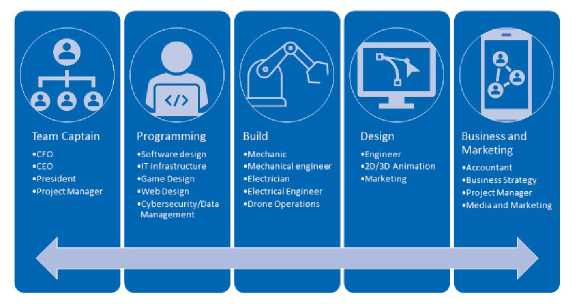 Team Captain
•CFO
•CEO
•President
•Project Manager
</>
Programming
•Software design
•IT infrastructure
•Game Design
•Web Design
•Cybersecurity/Data
Management
Build
•Mechanic
•Mechanical engineer
•Electrician
•Electrical Engineer
•Drone Operations
Design
•Engineer
•2D/3D Animation
•Marketing
Business and
Marketing
•Accountant
•Business Strategy
•Project Manager
•Media and Marketing